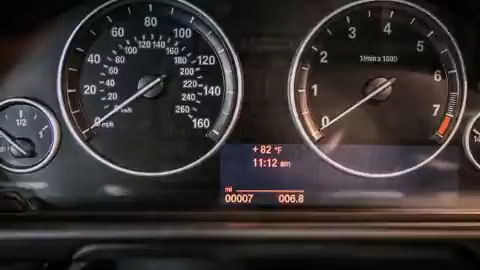 1/2
80
60 100
40 120
20 140
0 160
120 140
100 160
80 180
60 200
40 220
20 240
260
km/h
mph
1/min x 1000
0 1 2 3 4 5 6 7
+ 82 °F
11:12 am
mi
00007 006.8